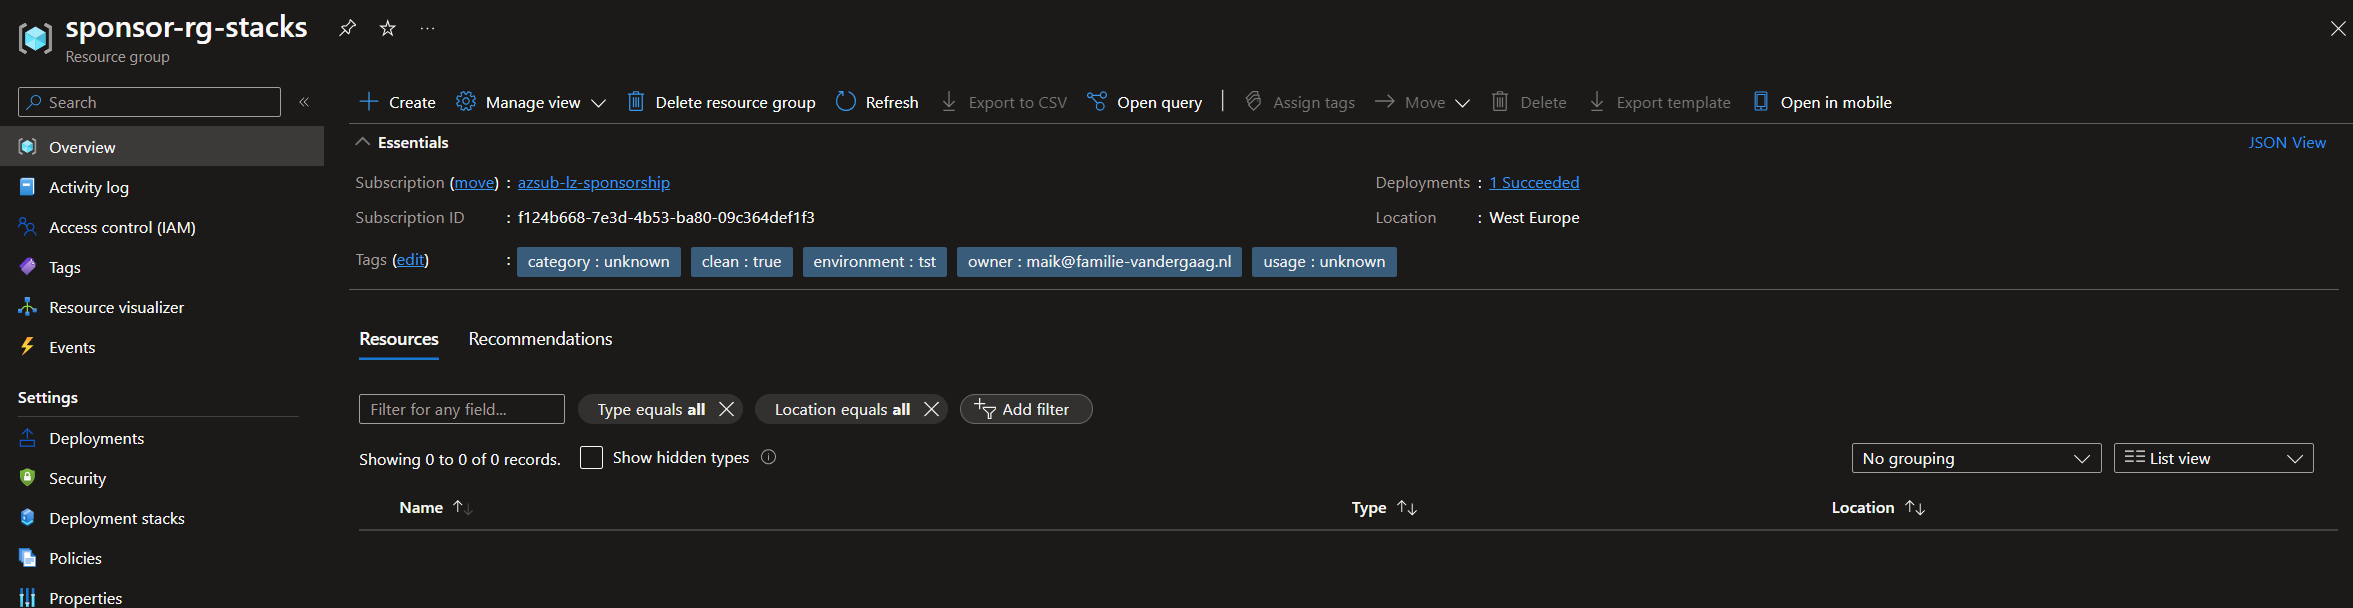 sponsor-rg-stacks
Resource group
Search
Overview
Activity log
Access control (IAM)
Tags
Resource visualizer
Events
Settings
Deployments
Security
Deployment stacks
Policies
Properties
Create Manage view Delete resource group Refresh Export to CSV Open query Assign tags Move Delete Export template Open in mobile
Essentials JSON View
Subscription (move) : azsub-lz-sponsorship Deployments : 1 Succeeded
Subscription ID : f124b668-7e3d-4b53-ba80-09c364def1f3 Location : West Europe
Tags (edit) : category : unknown clean : true environment : tst owner : maik@familie-vandergaag.nl usage : unknown
Resources Recommendations
Filter for any field... Type equals all Location equals all Add filter
Showing 0 to 0 of 0 records. Show hidden types No grouping List view
Name Type Location